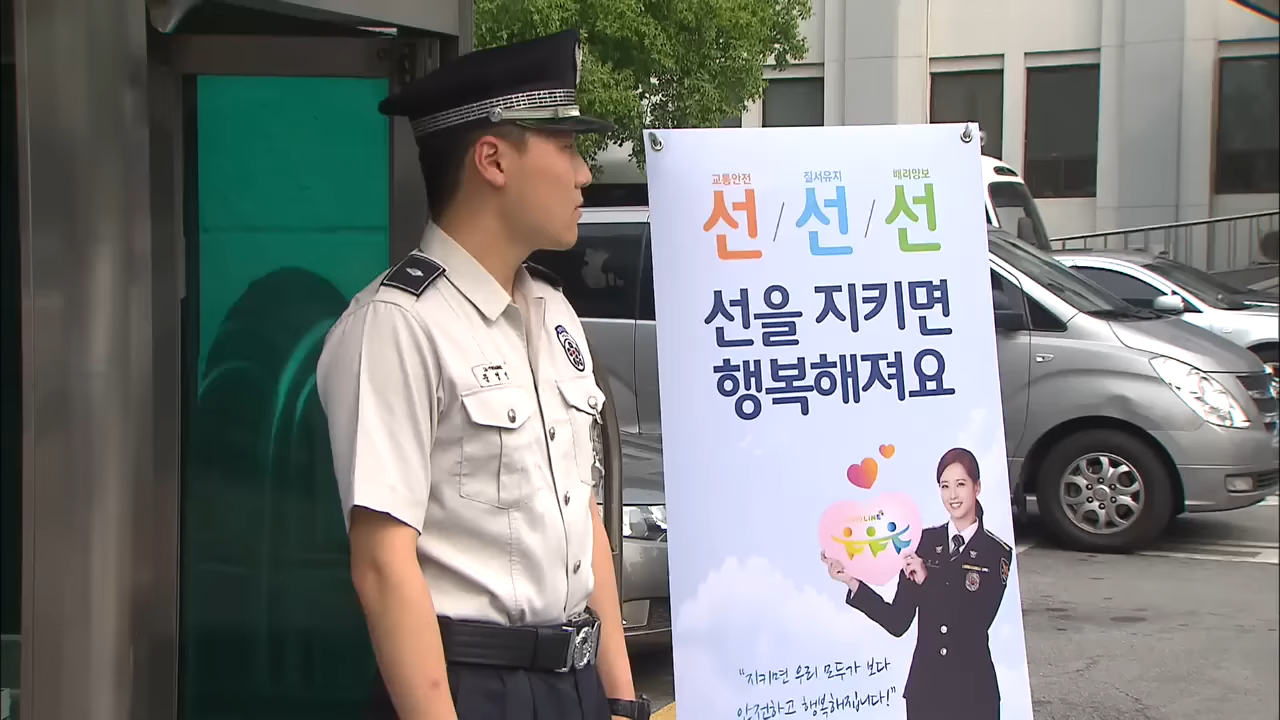 교통안전 질서유지 배려양보
선/선/선
선을 지키면
행복해져요
LINE
"지키면 우리 모두가 보다
안전하고 행복해집니다!"